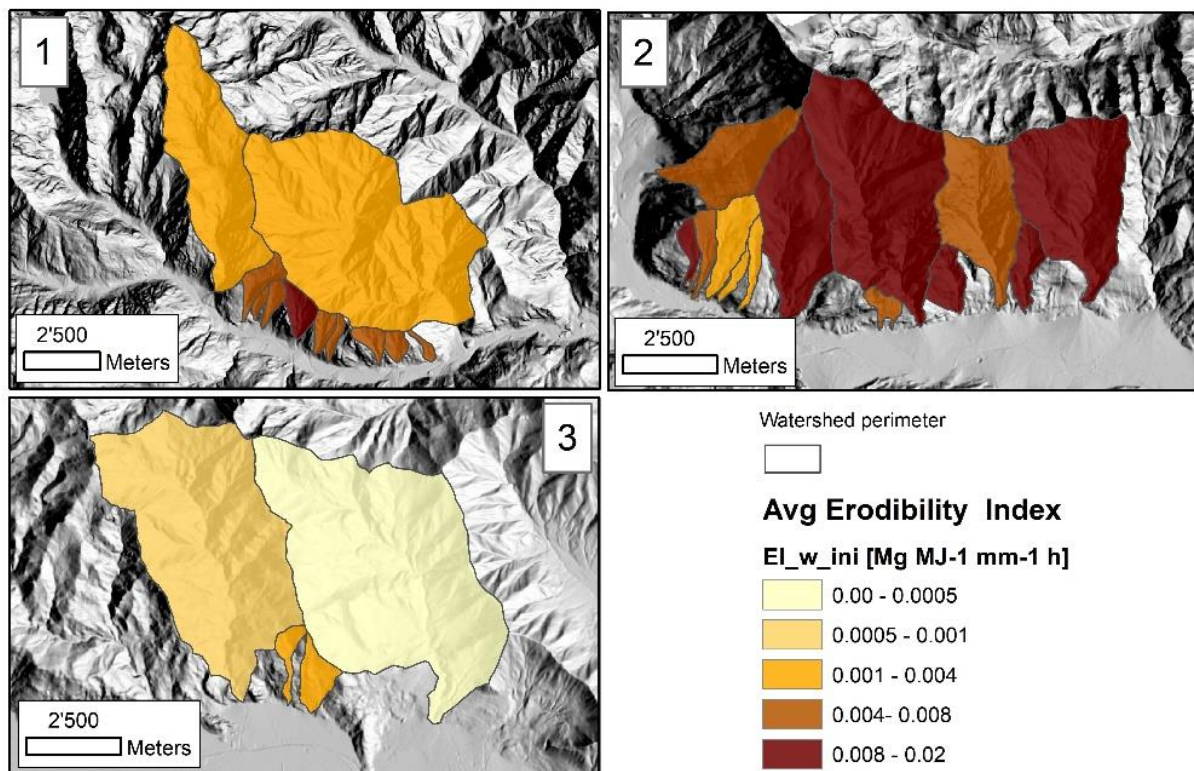 1
2
2'500
Meters
2'500
Meters
3
2'500
Meters
Watershed perimeter
Avg Erodibility Index
EI_w_ini [Mg MJ-1 mm-1 h]
0.00 - 0.0005
0.0005 - 0.001
0.001 - 0.004
0.004- 0.008
0.008 - 0.02